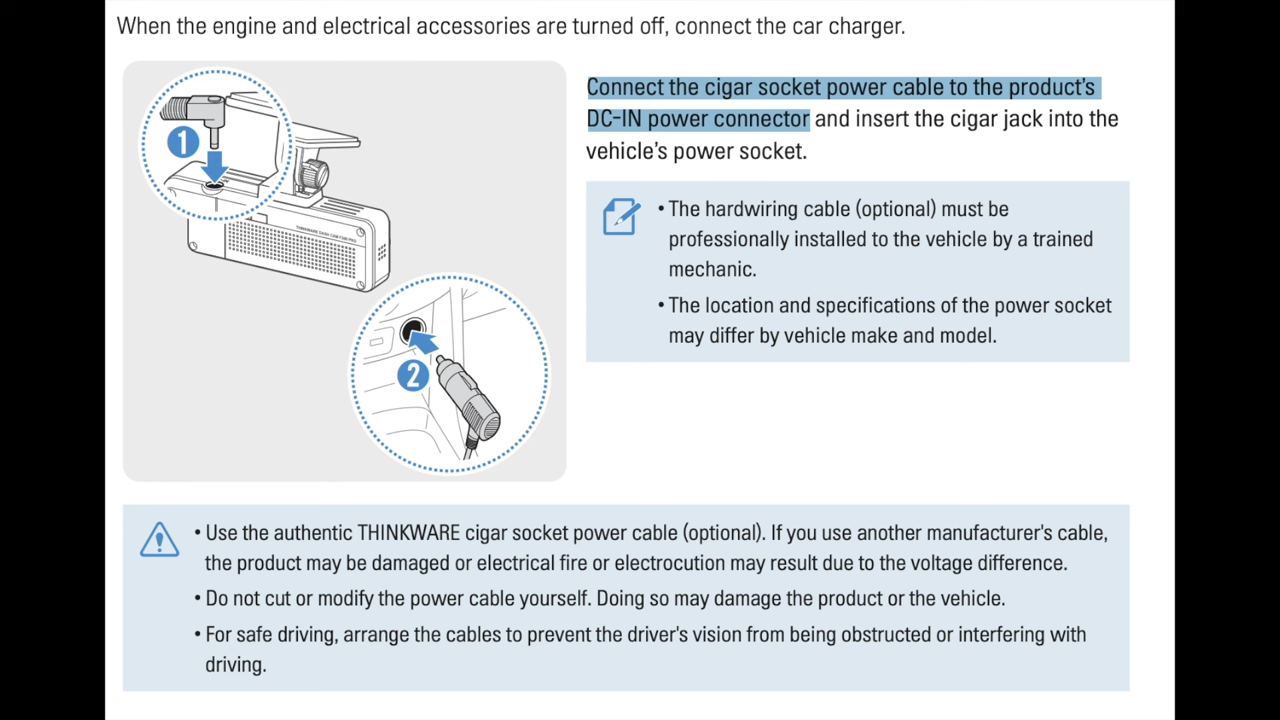 When the engine and electrical accessories are turned off, connect the car charger.
1
THINKWARE DASH CAM F200 PRO
2
Connect the cigar socket power cable to the product's
DC-IN power connector and insert the cigar jack into the
vehicle's power socket.
• The hardwiring cable (optional) must be
professionally installed to the vehicle by a trained
mechanic.
• The location and specifications of the power socket
may differ by vehicle make and model.
• Use the authentic THINKWARE cigar socket power cable (optional). If you use another manufacturer's cable,
the product may be damaged or electrical fire or electrocution may result due to the voltage difference.
• Do not cut or modify the power cable yourself. Doing so may damage the product or the vehicle.
• For safe driving, arrange the cables to prevent the driver's vision from being obstructed or interfering with
driving.